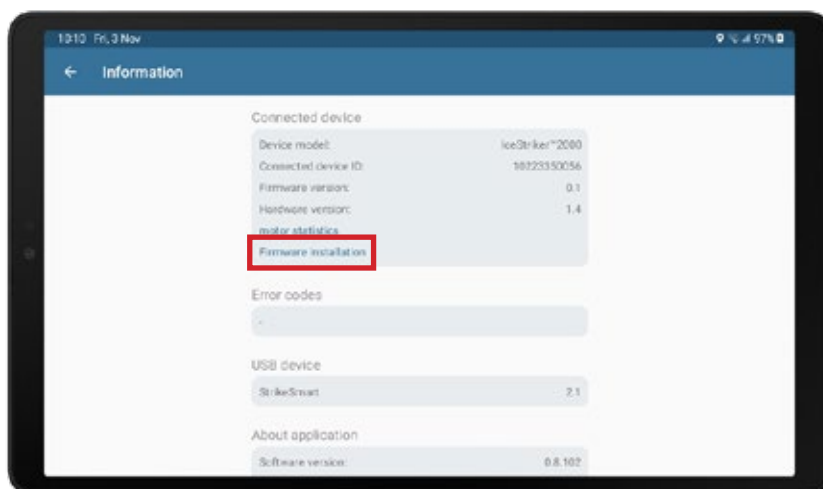 10:10 Fri, 3 Nov 97%
← Information
Connected device
Device model: IceStriker™2000
Connected device ID: 10223350056
Firmware version: 0.1
Hardware version: 1.4
motor statistics
Firmware installation
Error codes
-
USB device
StrikeSmart 2.1
About application
Software version: 0.8.102